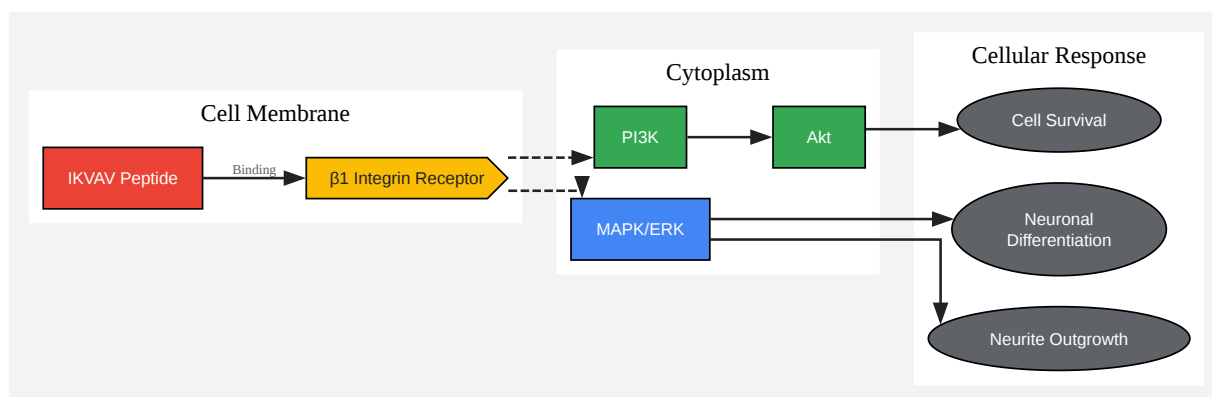 Cell Membrane
IKVAV Peptide
Binding
β1 Integrin Receptor
Cytoplasm
PI3K
Akt
MAPK/ERK
Cellular Response
Cell Survival
Neuronal
Differentiation
Neurite Outgrowth